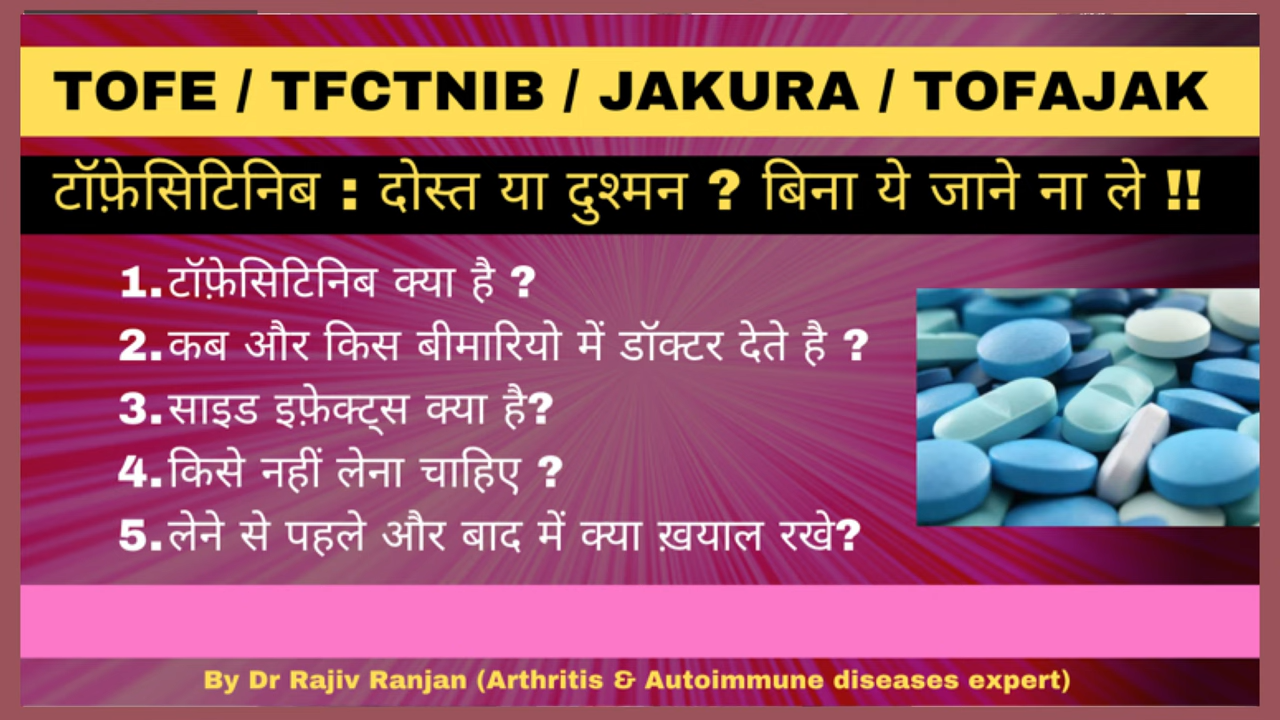 TOFE / TFCTNIB / JAKURA / TOFAJAK
टॉफ़ेसिटिनिब : दोस्त या दुश्मन ? बिना ये जाने ना ले !!
1.टॉफ़ेसिटिनिब क्या है ?
2.कब और किस बीमारियो में डॉक्टर देते है ?
3.साइड इफ़ेक्ट्स क्या है?
4.किसे नहीं लेना चाहिए ?
5.लेने से पहले और बाद में क्या ख़याल रखे?
By Dr Rajiv Ranjan (Arthritis & Autoimmune diseases expert)